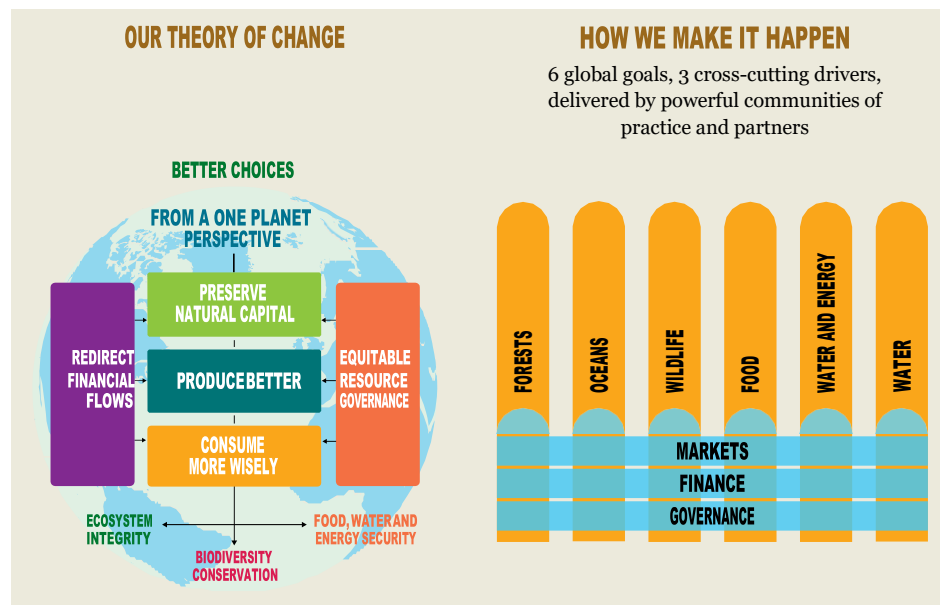 OUR THEORY OF CHANGE
BETTER CHOICES
FROM A ONE PLANET
PERSPECTIVE
PRESERVE
NATURAL CAPITAL
REDIRECT
FINANCIAL
FLOWS
PRODUCE BETTER
EQUITABLE
RESOURCE
GOVERNANCE
CONSUME
MORE WISELY
ECOSYSTEM
INTEGRITY
FOOD, WATER AND
ENERGY SECURITY
BIODIVERSITY
CONSERVATION
HOW WE MAKE IT HAPPEN
6 global goals, 3 cross-cutting drivers,
delivered by powerful communities of
practice and partners
FORESTS
OCEANS
WILDLIFE
FOOD
WATER AND ENERGY
WATER
MARKETS
FINANCE
GOVERNANCE